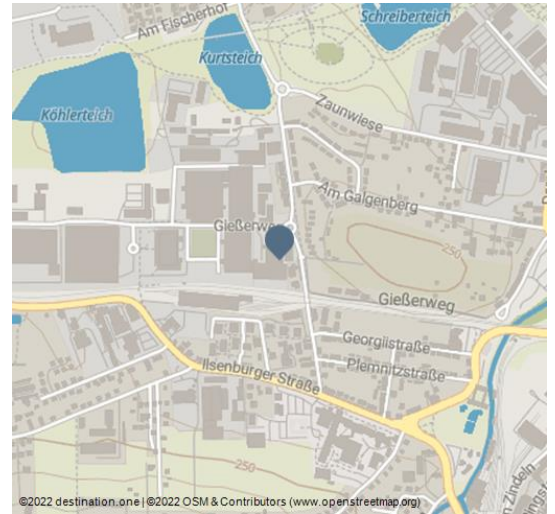 Am Eischerhof
Schreiberteich
Kurtsteich
Köhlerteich
Zaunwiese
Am Galgenberg
Gießerweg
250
Gießerweg
Georgiistraße
Plemnitzstraße
Ilsenburger Straße
250
Zindeln
©2022 destination.one | ©2022 OSM & Contributors (www.openstreetmap.org)